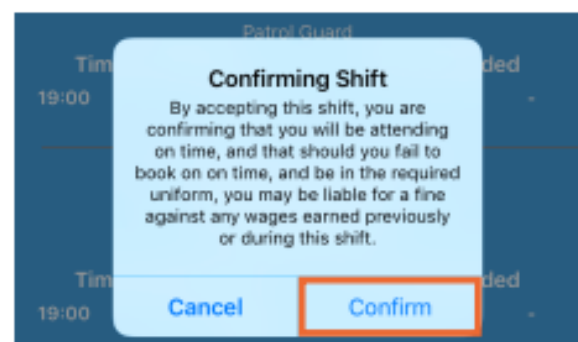 Patrol Guard
Tim
ded
19:00
-
Confirming Shift
By accepting this shift, you are
confirming that you will be attending
on time, and that should you fail to
book on on time, and be in the required
uniform, you may be liable for a fine
against any wages earned previously
or during this shift.
Tim
ded
Cancel
Confirm
19:00
-